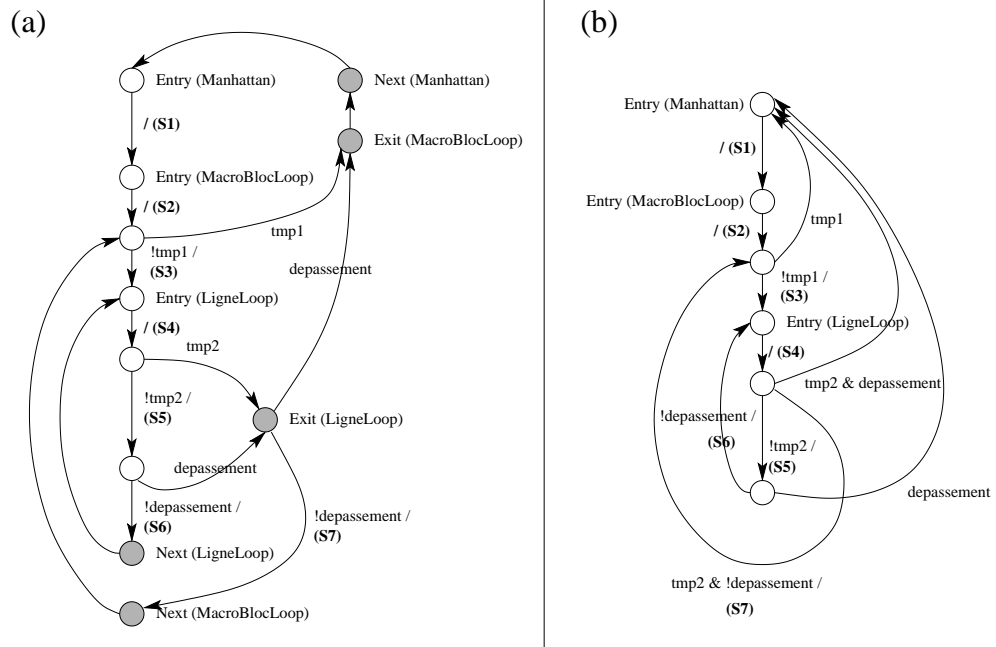 (a)
Entry (Manhattan)
Next (Manhattan)
/ (S1)
Exit (MacroBlocLoop)
Entry (MacroBlocLoop)
/ (S2)
tmp1
!tmp1 /
(S3)
depassement
Entry (LigneLoop)
/ (S4)
tmp2
!tmp2 /
(S5)
Exit (LigneLoop)
depassement
!depassement /
(S6)
!depassement /
(S7)
Next (LigneLoop)
Next (MacroBlocLoop)
(b)
Entry (Manhattan)
/ (S1)
Entry (MacroBlocLoop)
/ (S2)
tmp1
!tmp1 /
(S3)
Entry (LigneLoop)
/ (S4)
tmp2 & depassement
!depassement /
(S6)
!tmp2 /
(S5)
depassement
tmp2 & !depassement /
(S7)